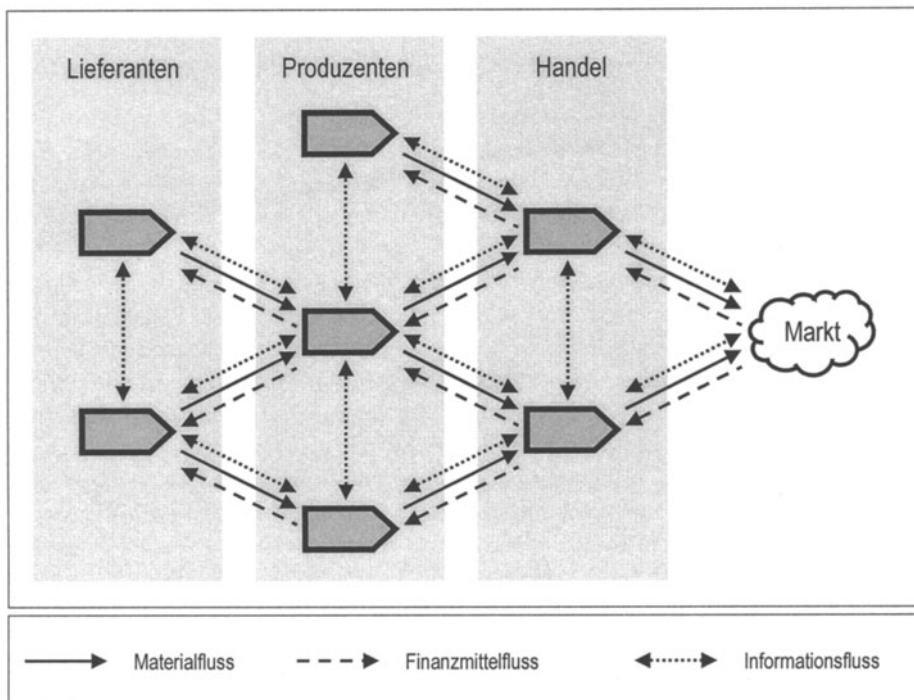 Lieferanten
Produzenten
Handel
Markt
Materialfluss
Finanzmittelfluss
Informationsfluss